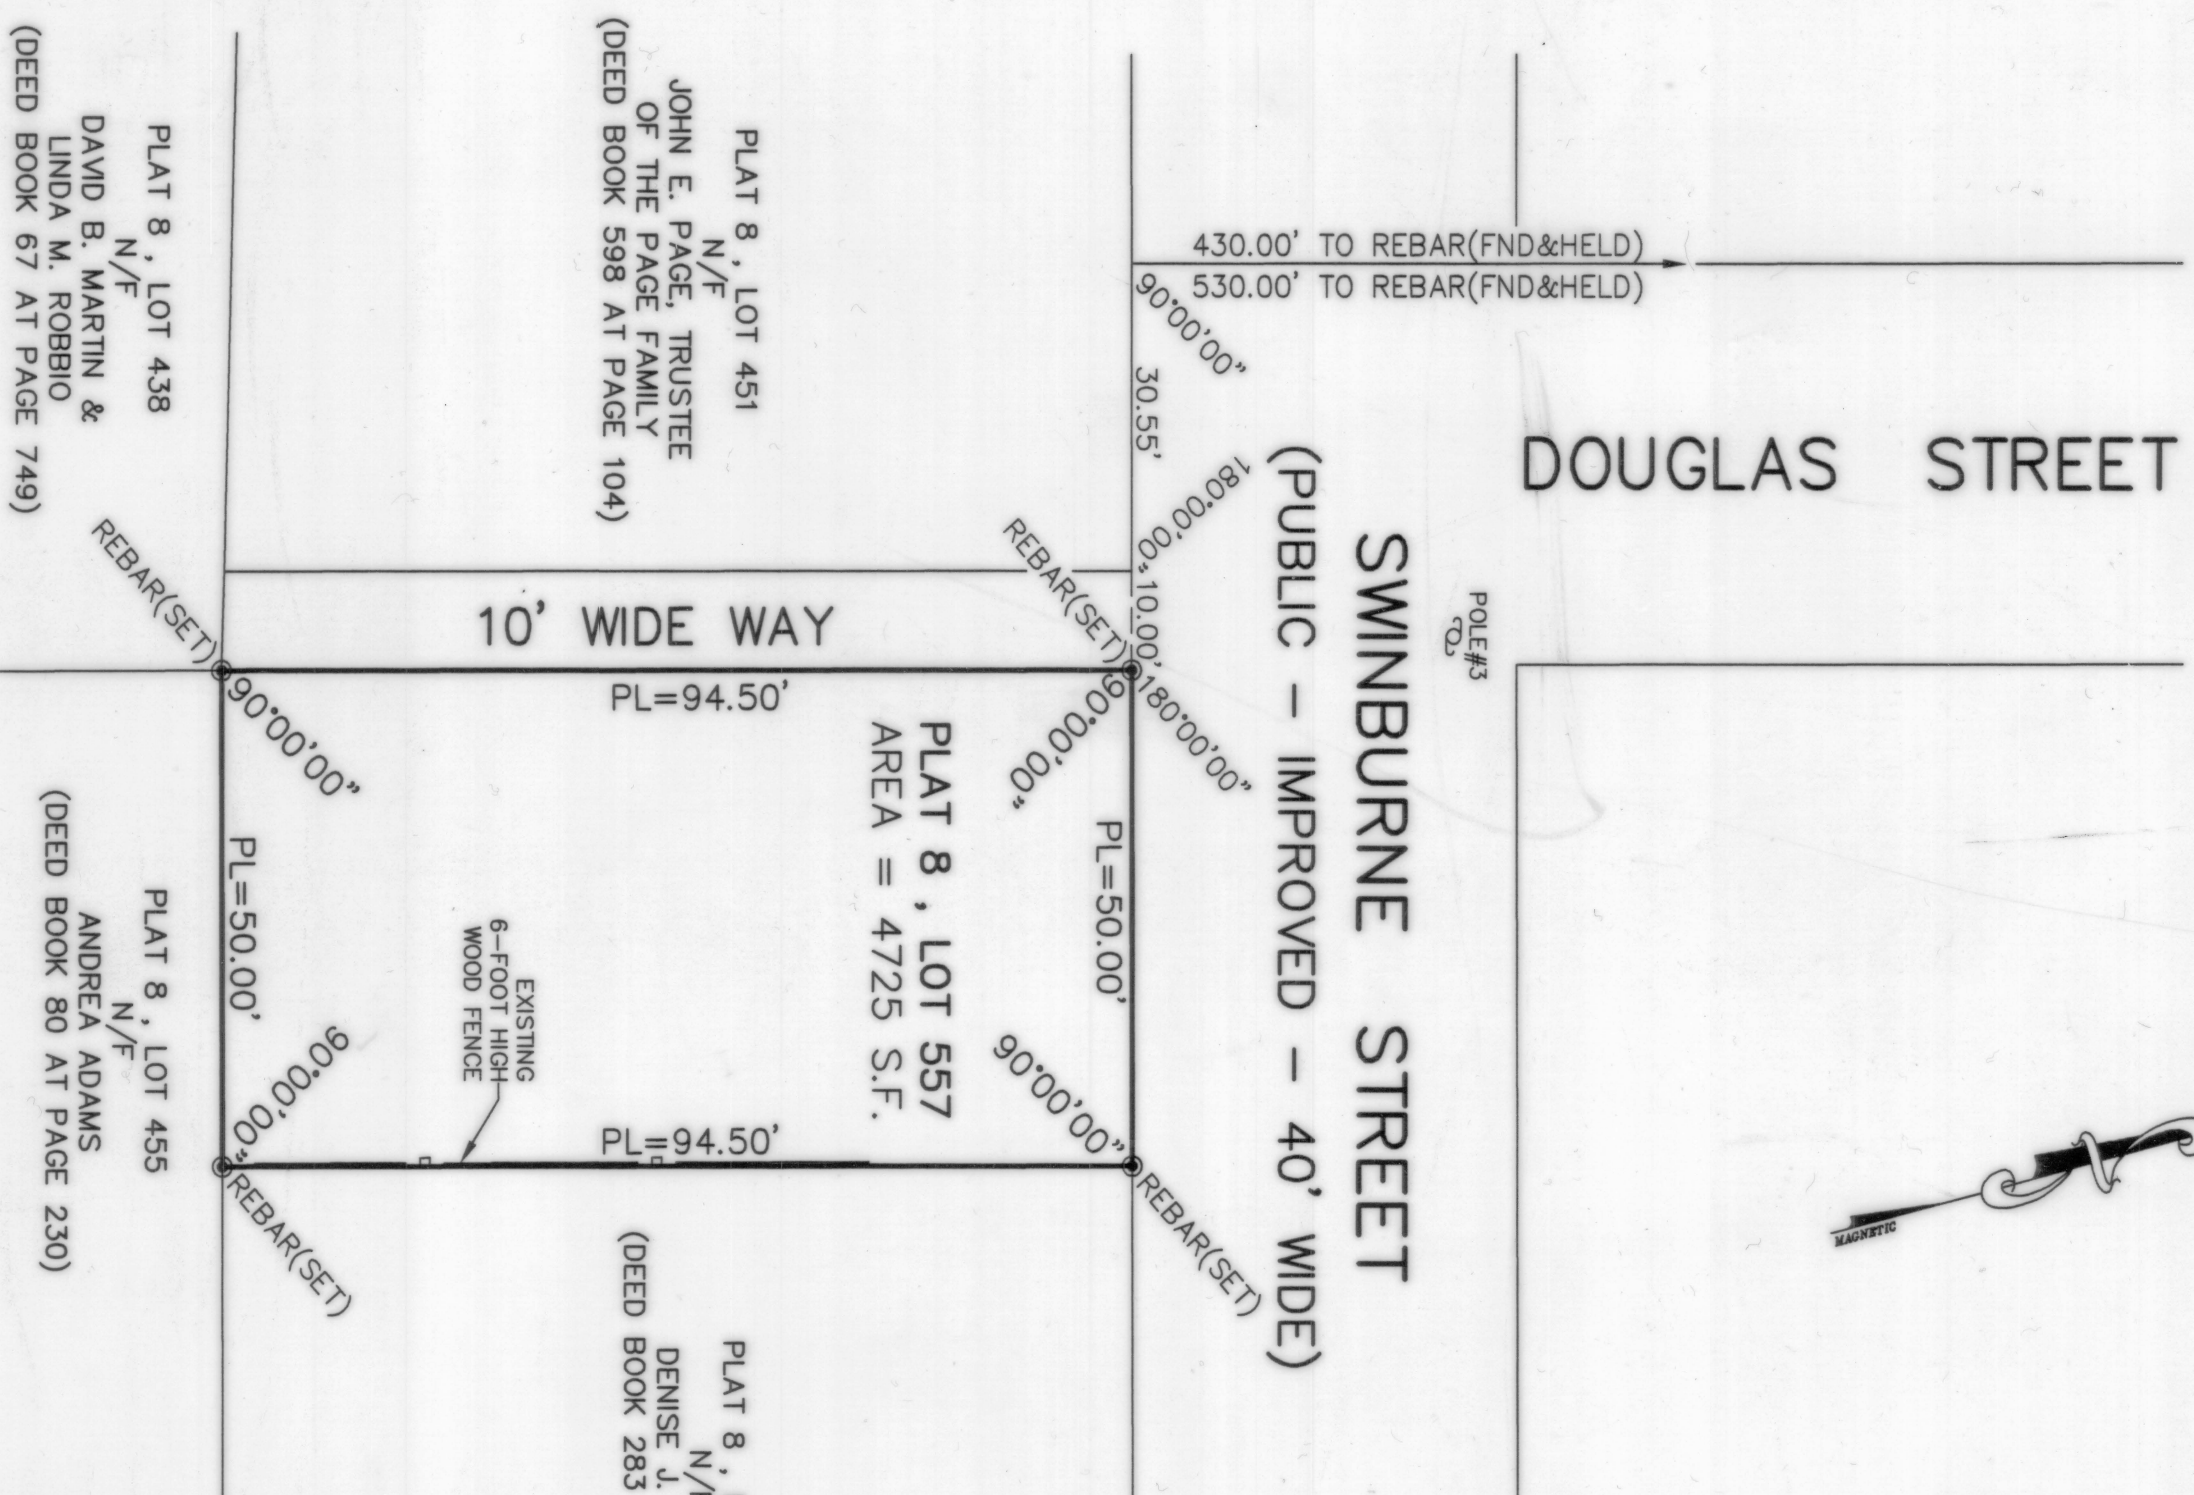 DOUGLAS STREET
430.00' TO REBAR(FND&HELD)
530.00' TO REBAR(FND&HELD)
90°00'00"
30.55'
180°00'00"
10.00'
180°00'00"
SWINBURNE STREET
(PUBLIC - IMPROVED - 40' WIDE)
POLE#3
PLAT 8 , LOT 451
N/F
JOHN E. PAGE, TRUSTEE
OF THE PAGE FAMILY
(DEED BOOK 598 AT PAGE 104)
PLAT 8 , LOT 438
N/F
DAVID B. MARTIN &
LINDA M. ROBBIO
(DEED BOOK 67 AT PAGE 749)
REBAR(SET)
REBAR(SET)
10' WIDE WAY
PL=94.50'
90°00'00"
90°00'00"
PL=50.00'
PLAT 8 , LOT 557
AREA = 4725 S.F.
PL=50.00'
90°00'00"
90°00'00"
EXISTING
6-FOOT HIGH
WOOD FENCE
PL=94.50'
REBAR(SET)
REBAR(SET)
PLAT 8 , LOT 455
N/F
ANDREA ADAMS
(DEED BOOK 80 AT PAGE 230)
PLAT 8 ,
N/
DENISE J.
(DEED BOOK 283
MAGNETIC